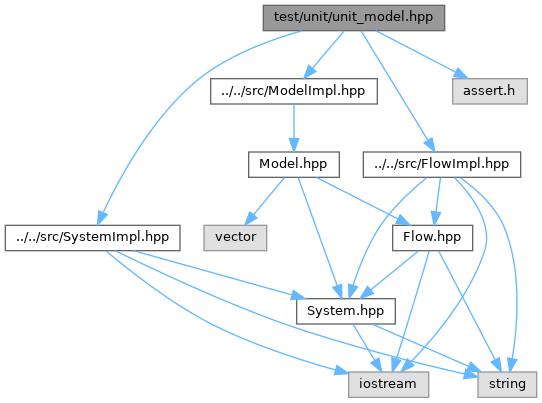 test/unit/unit_model.hpp
../../src/ModelImpl.hpp
assert.h
Model.hpp
../../src/FlowImpl.hpp
../../src/SystemImpl.hpp
vector
Flow.hpp
System.hpp
iostream
string